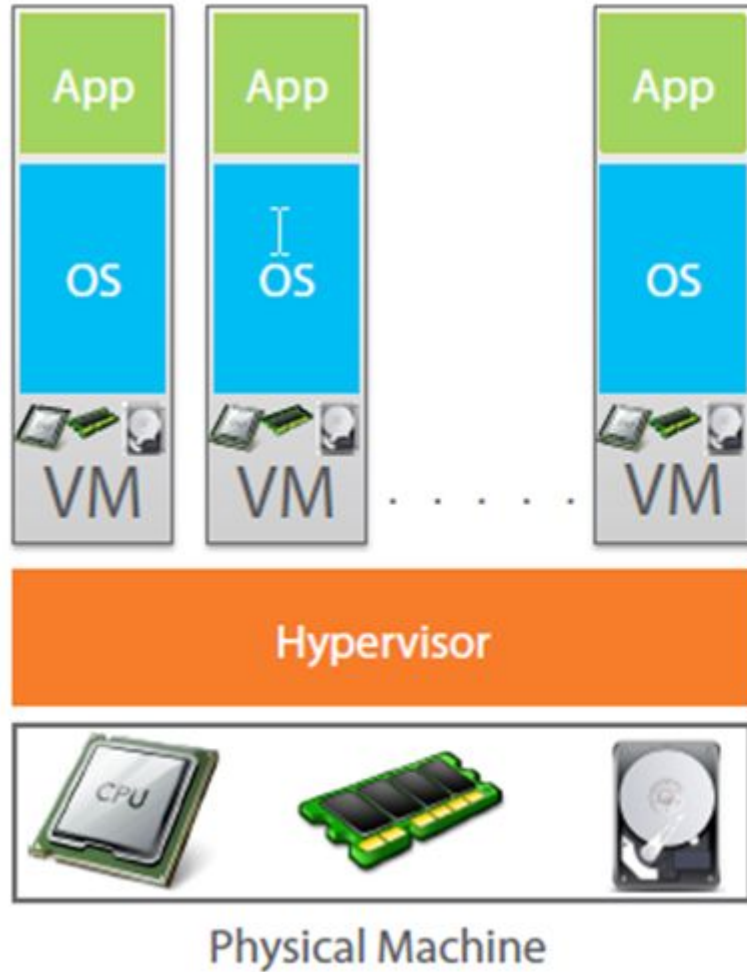 App App App
OS OS OS
VM VM . . . . . VM
Hypervisor
CPU
Physical Machine